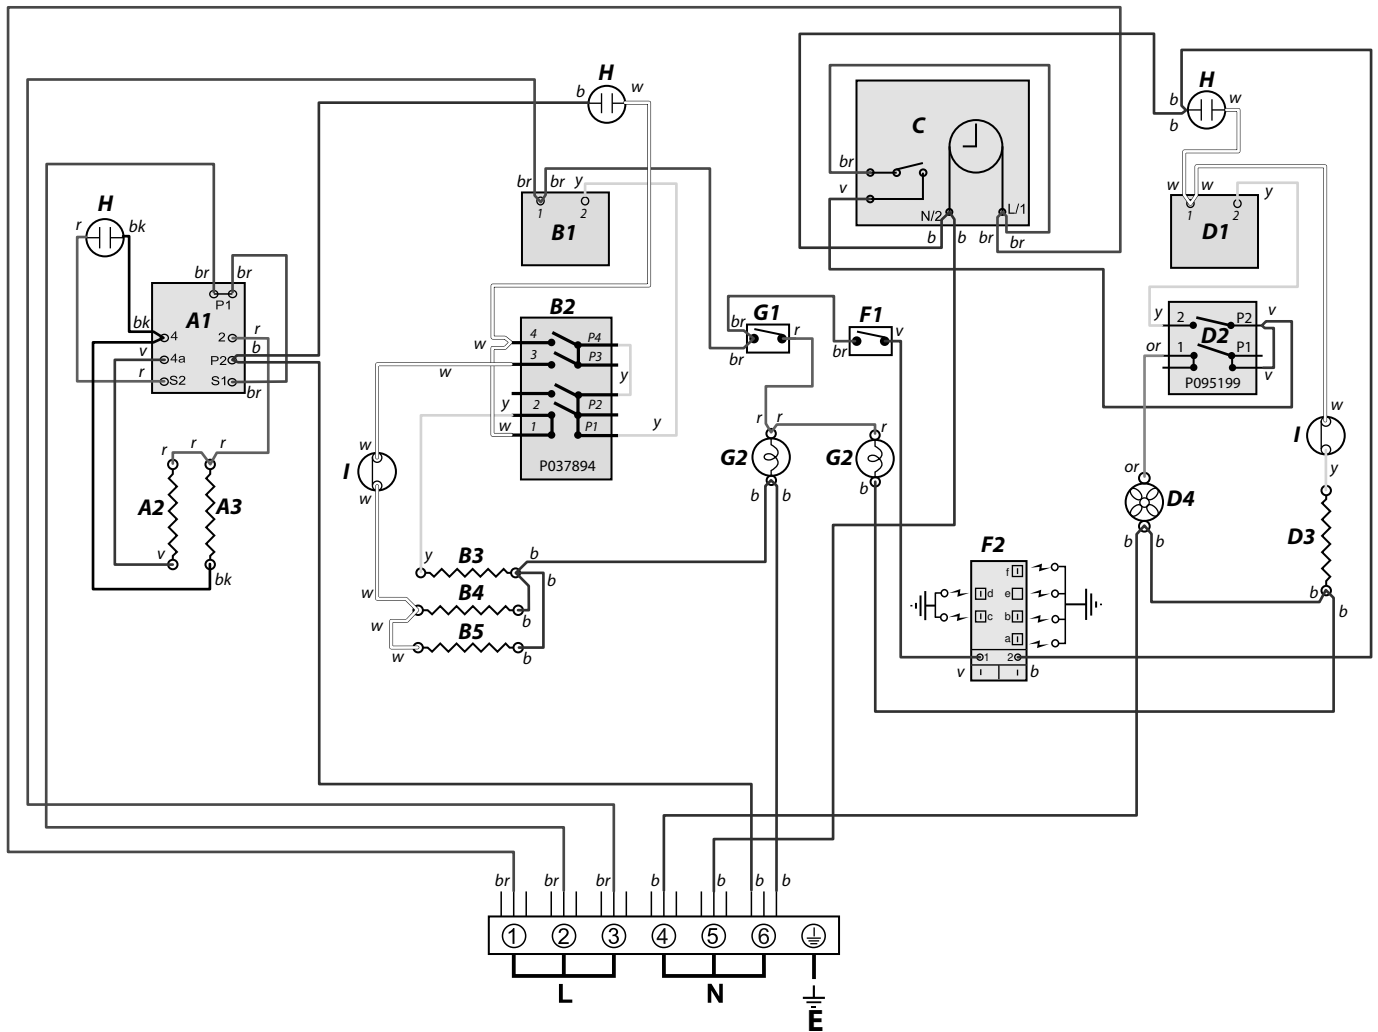 H
b
w
H
b
w
b
C
br
br
y
br
v
1
2
B1
N/2
L/1
b
b
br
br
w
w
y
1
2
D1
H
r
bk
br
br
P1
A1
bk
4
2
r
v
4a
P2
b
r
S2
S1
br
B2
w
4
P4
3
P3
w
y
y
2
P2
w
1
P1
y
P037894
br
G1
r
br
F1
v
br
y
2
P2
v
D2
or
1
P1
P095199
v
r
r
r
A2
A3
v
bk
w
I
w
r
r
r
G2
G2
b
b
b
w
I
y
or
D4
b
b
D3
b
b
y
B3
b
b
w
B4
b
w
B5
w
b
F2
f
d
e
c
b
a
1
2
v
b
br
br
br
b
b
b
b
1
2
3
4
5
6
L
N
E